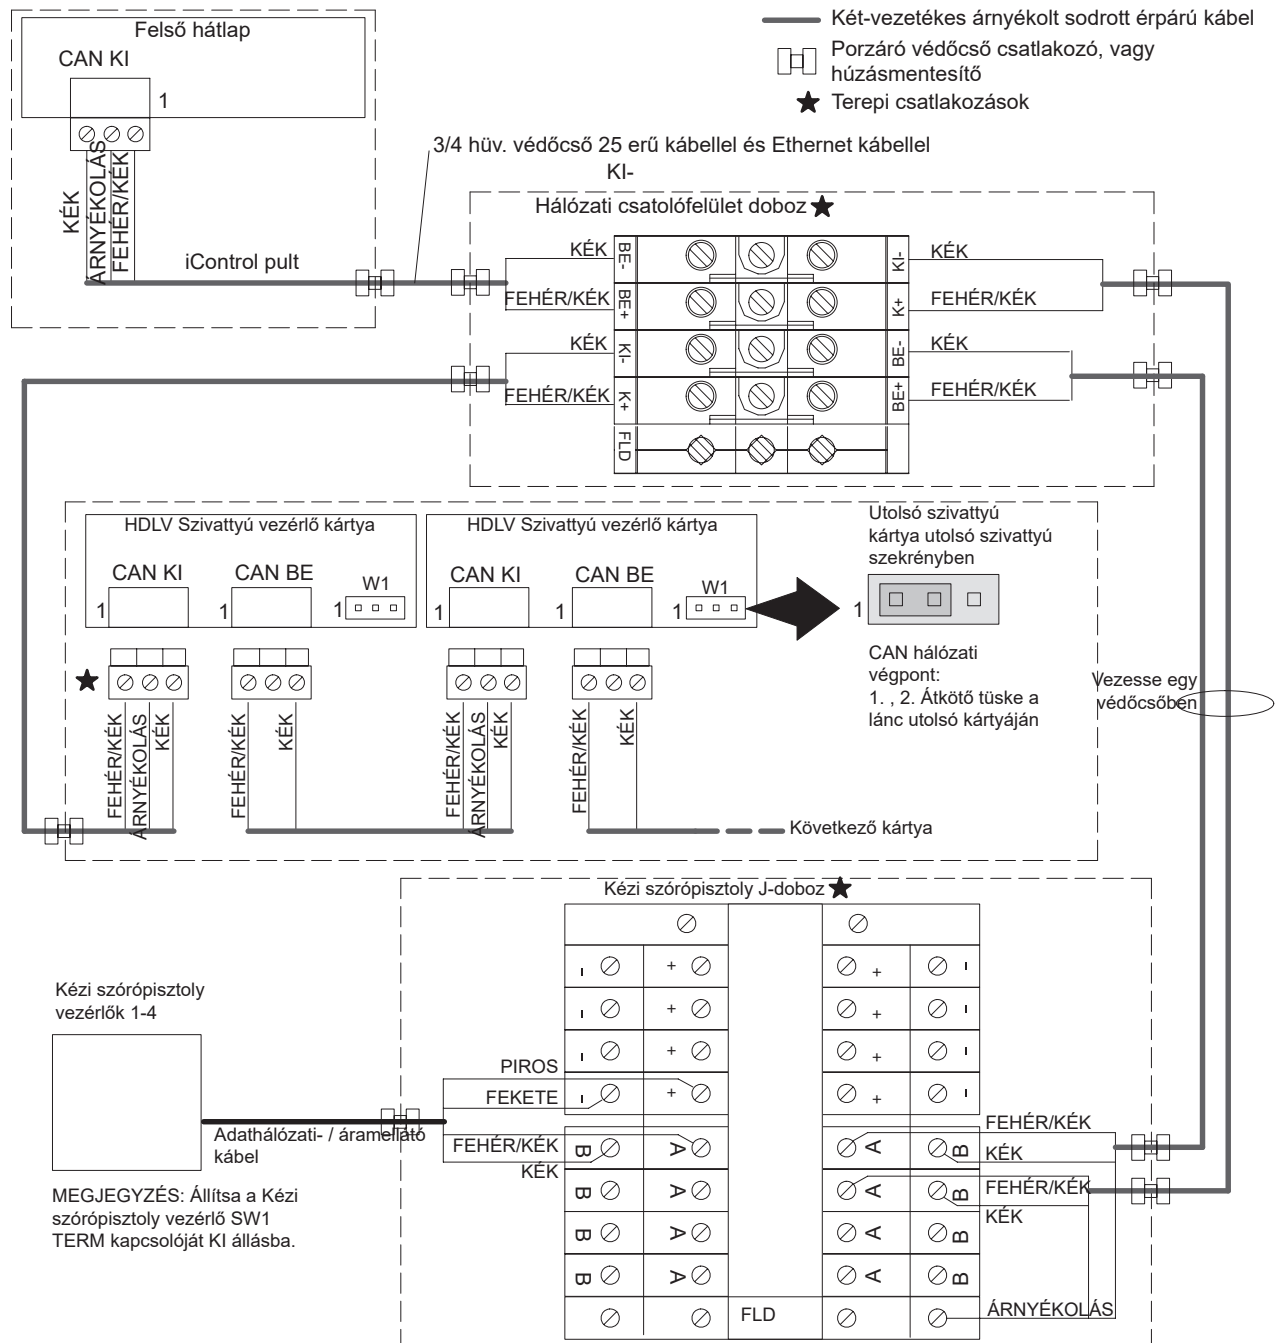 Felső hátlap
CAN KI
1
KÉK
ÁRNYÉKOLÁS
FEHÉR/KÉK
iControl pult
Két-vezetékes árnyékolt sodrott érpárú kábel
Porzáró védőcső csatlakozó, vagy
húzásmentesítő
Terepi csatlakozások
3/4 hüv. védőcső 25 erű kábellel és Ethernet kábellel
KI-
Hálózati csatolófelület doboz
KÉK BE- KI- KÉK
FEHÉR/KÉK BE+ K+ FEHÉR/KÉK
KÉK KI- BE- KÉK
FEHÉR/KÉK K+ BE+ FEHÉR/KÉK
FLD
HDLV Szivattyú vezérlő kártya
CAN KI CAN BE W1
1 1 1
FEHÉR/KÉK
ÁRNYÉKOLÁS
KÉK
FEHÉR/KÉK
KÉK
HDLV Szivattyú vezérlő kártya
CAN KI CAN BE W1
1 1 1
FEHÉR/KÉK
ÁRNYÉKOLÁS
KÉK
FEHÉR/KÉK
KÉK
Következő kártya
Utolsó szivattyú
kártya utolsó szivattyú
szekrényben
1
CAN hálózati
végpont:
1. , 2. Átkötő tüske a
lánc utolsó kártyáján
Vezesse egy
védőcsőben
Kézi szórópisztoly J-doboz
- + + -
- + + -
- + + -
- + + -
B A A B
B A A B
B A A B
B A A B
FLD
Kézi szórópisztoly
vezérlők 1-4
PIROS
FEKETE
FEHÉR/KÉK
KÉK
Adathálózati- / áramellátó
kábel
MEGJEGYZÉS: Állítsa a Kézi
szórópisztoly vezérlő SW1
TERM kapcsolóját KI állásba.
FEHÉR/KÉK
KÉK
FEHÉR/KÉK
KÉK
ÁRNYÉKOLÁS